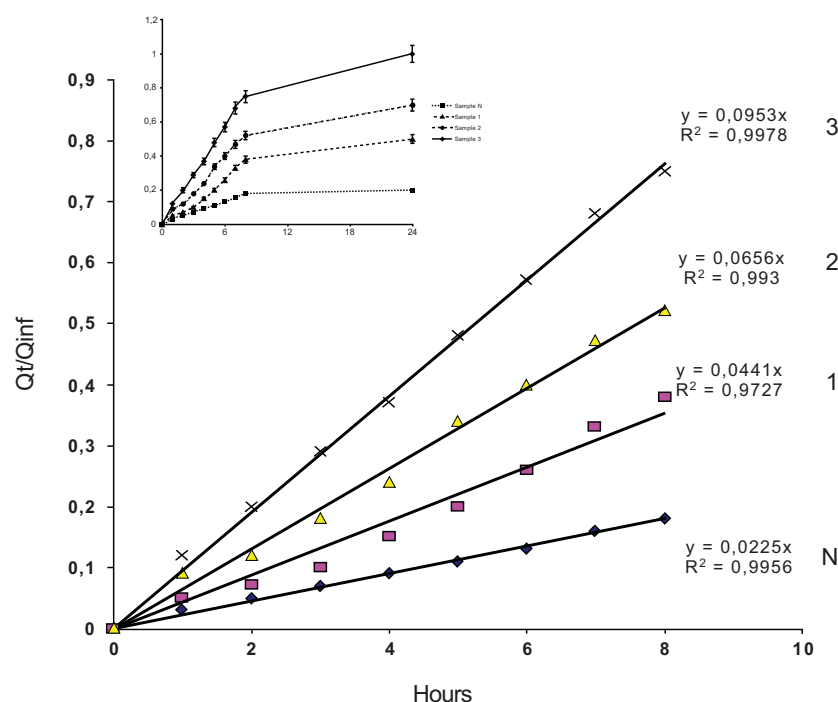 1,2
1
0,8
0,6
0,4
0,2
0
0
6
12
18
24
Sample N
Sample 1
Sample 2
Sample 3
0,9
0,8
0,7
0,6
0,5
0,4
0,3
0,2
0,1
0
Qt/Qinf
y = 0,0953x
R² = 0,9978
3
y = 0,0656x
R² = 0,993
2
y = 0,0441x
R² = 0,9727
1
y = 0,0225x
R² = 0,9956
N
0
2
4
6
8
10
Hours